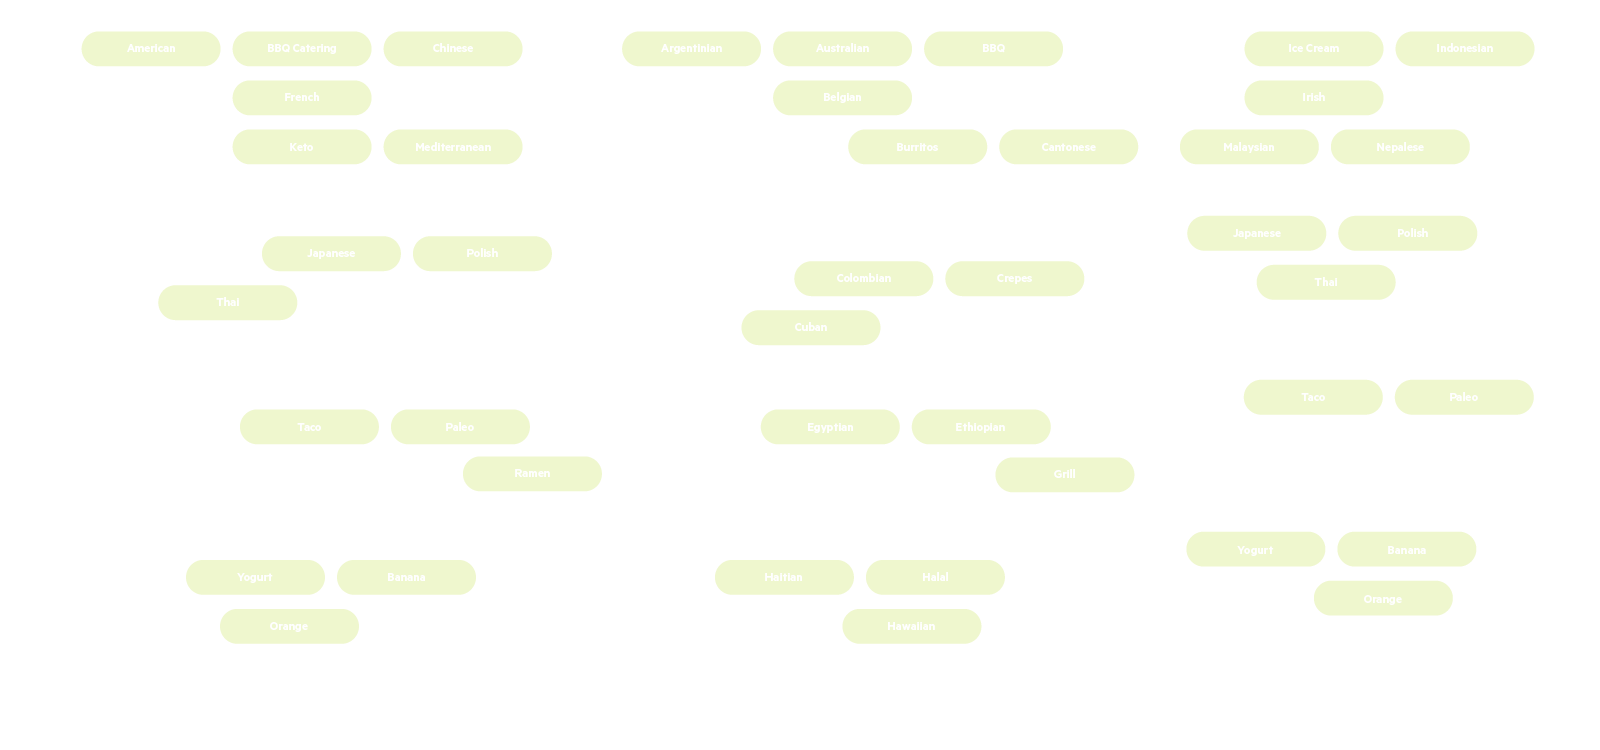 American BBQ Catering Chinese
French
Keto Mediterranean
Japanese Polish
Thai
Taco Paleo
Ramen
Yogurt Banana
Orange
Argentinian Australian BBQ
Belgian
Burritos Cantonese
Colombian Crepes
Cuban
Egyptian Ethiopian
Grill
Haitian Halal
Hawaiian
Ice Cream Indonesian
Irish
Malaysian Nepalese
Japanese Polish
Thai
Taco Paleo
Yogurt Banana
Orange